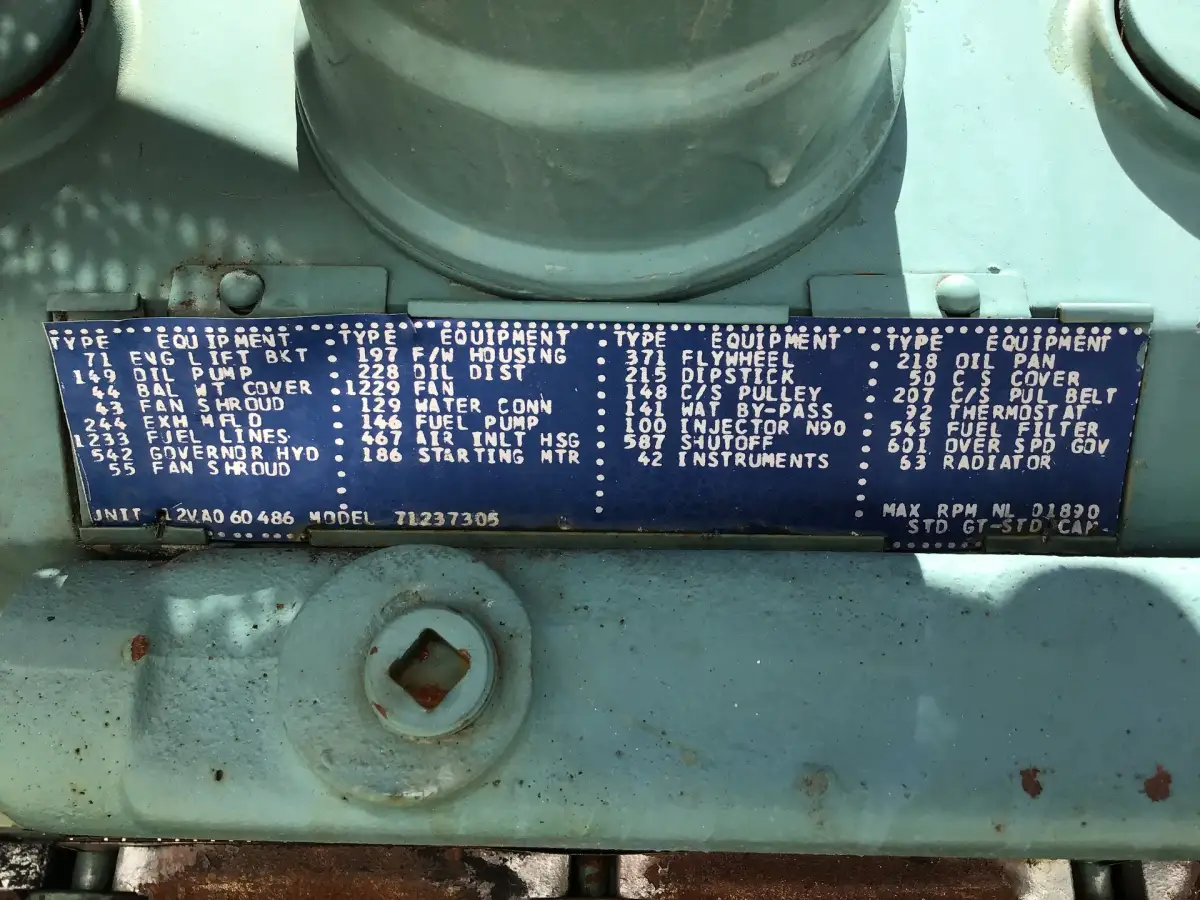 TYPE EQUIPMENT
71 EVG LIFT BKT
149 OIL PUMP
44 BAL WT COVER
43 FAN SHROUD
244 EXH MFLD
1233 FUEL LINES
542 GOVERNOR HYD
55 FAN SHROUD
TYPE EQUIPMENT
197 F/W HOUSING
228 OIL DIST
1229 FAN
129 WATER CONN
146 FUEL PUMP
467 AIR INLT HSG
186 STARTING MTR
TYPE EQUIPMENT
371 FLYWHEEL
215 DIPSTICK
148 C/S PULLEY
141 WAT BY-PASS
100 INJECTOR N90
587 SHUTOFF
42 INSTRUMENTS
TYPE EQUIPMENT
218 OIL PAN
50 C S COVER
207 C/S PUL BELT
92 THERMOSTAT
545 FUEL FILTER
601 OVER SPD GOV
63 RADIATOR
UNIT 12VA060486 MODEL 71237305
MAX RPM NL 01890
STD GT-STD CAM